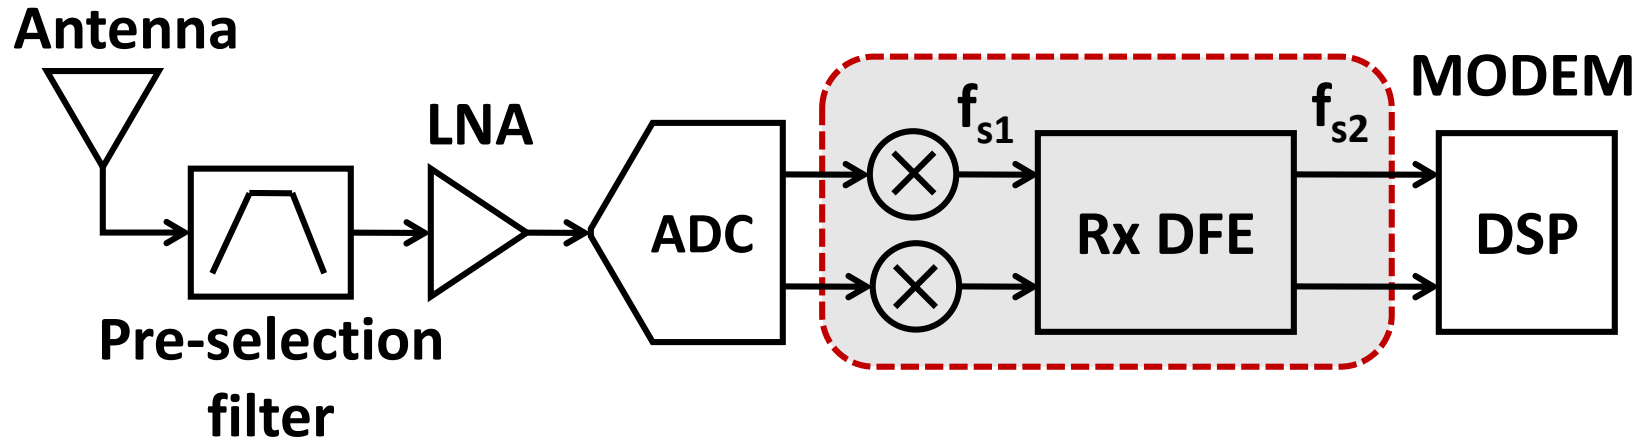 Antenna
Pre-selection
filter
LNA
ADC
fs1
Rx DFE
fs2
MODEM
DSP